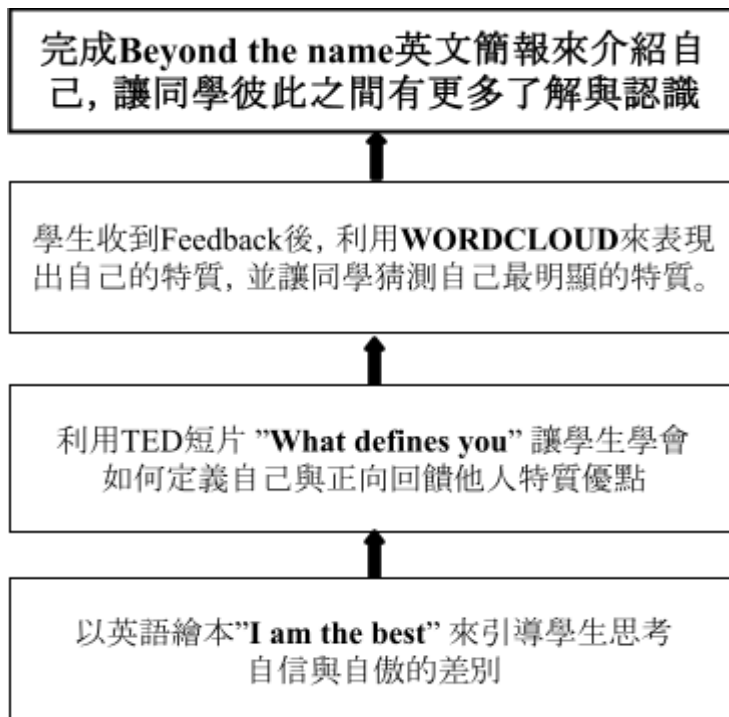 完成Beyond the name英文簡報來介紹自
己, 讓同學彼此之間有更多了解與認識
學生收到Feedback後, 利用WORDCLOUD來表現
出自己的特質, 並讓同學猜測自己最明顯的特質。
利用TED短片 ”What defines you” 讓學生學會
如何定義自己與正向回饋他人特質優點
以英語繪本”I am the best” 來引導學生思考
自信與自傲的差別